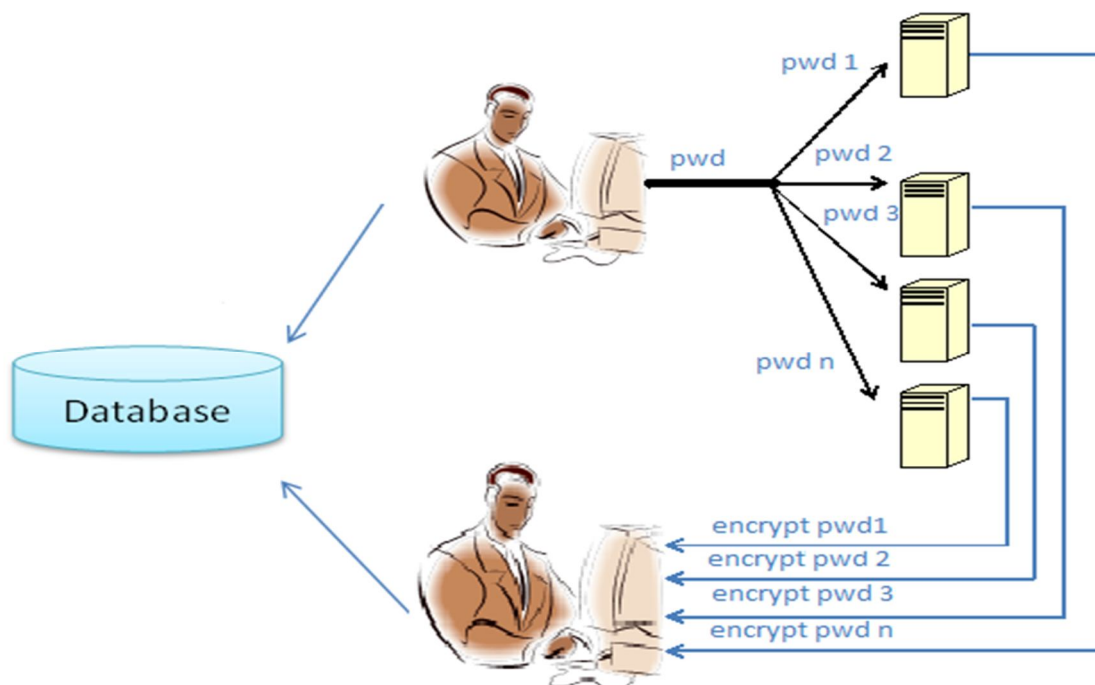 pwd 1
pwd
pwd 2
pwd 3
pwd n
Database
encrypt pwd1
encrypt pwd 2
encrypt pwd 3
encrypt pwd n